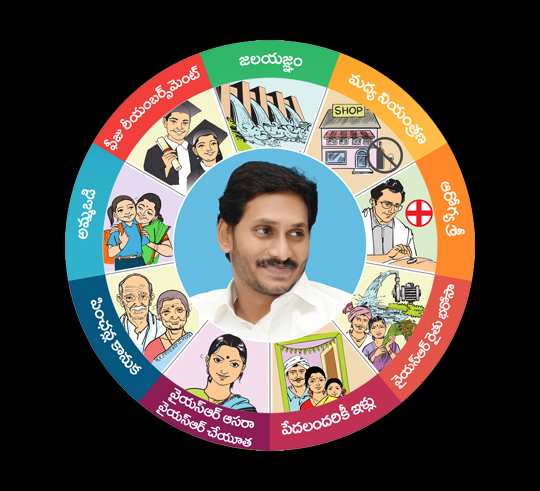 జలయజ్ఞం
మద్య నియంత్రణ
SHOP
ఆరోగ్యశ్రీ
వైయస్ఆర్ రైతు భరోసా
పేదలందరికీ ఇళ్లు
వైయస్ఆర్ ఆసరా
వైయస్ఆర్ చేయూత
పింఛన్ల కానుక
అమ్మఒడి
ఫీజు రీయింబర్స్‌మెంట్